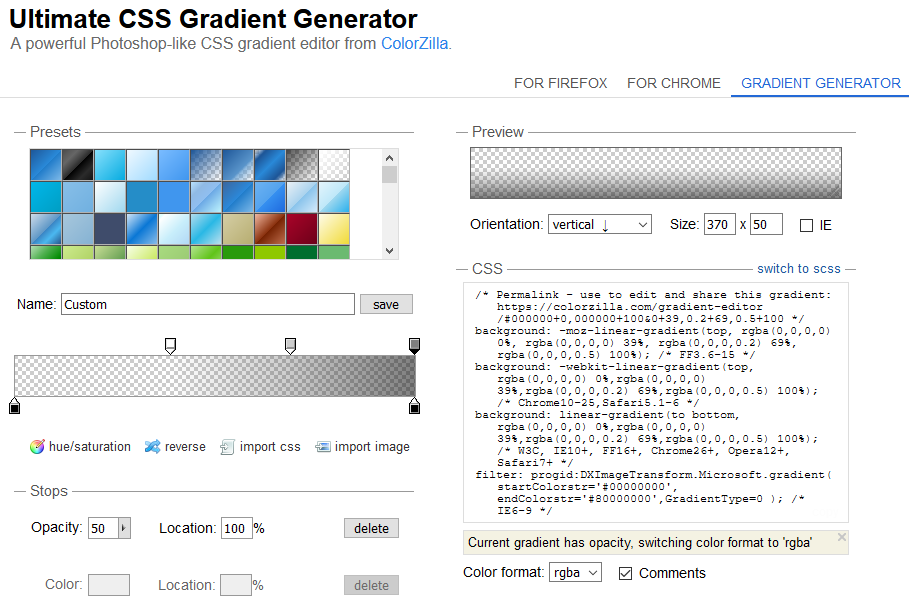 Ultimate CSS Gradient Generator
A powerful Photoshop-like CSS gradient editor from ColorZilla.
FOR FIREFOX FOR CHROME GRADIENT GENERATOR
Presets
Name: Custom save
hue/saturation reverse import css import image
Stops
Opacity: 50 Location: 100 % delete
Color: Location: % delete
Preview
Orientation: vertical ↓ Size: 370 x 50 IE
CSS switch to scss
/* Permalink - use to edit and share this gradient:
https://colorzilla.com/gradient-editor
/#000000+0,000000+100&0+39,0.2+69,0.5+100 */
background: -moz-linear-gradient(top, rgba(0,0,0,0)
0%, rgba(0,0,0,0) 39%, rgba(0,0,0,0.2) 69%,
rgba(0,0,0,0.5) 100%); /* FF3.6-15 */
background: -webkit-linear-gradient(top,
rgba(0,0,0,0) 0%,rgba(0,0,0,0)
39%,rgba(0,0,0,0.2) 69%,rgba(0,0,0,0.5) 100%);
/* Chrome10-25,Safari5.1-6 */
background: linear-gradient(to bottom,
rgba(0,0,0,0) 0%,rgba(0,0,0,0)
39%,rgba(0,0,0,0.2) 69%,rgba(0,0,0,0.5) 100%);
/* W3C, IE10+, FF16+, Chrome26+, Opera12+,
Safari7+ */
filter: progid:DXImageTransform.Microsoft.gradient(
startColorstr='#00000000',
endColorstr='#80000000',GradientType=0 ); /*
IE6-9 */
Current gradient has opacity, switching color format to 'rgba'
Color format: rgba Comments